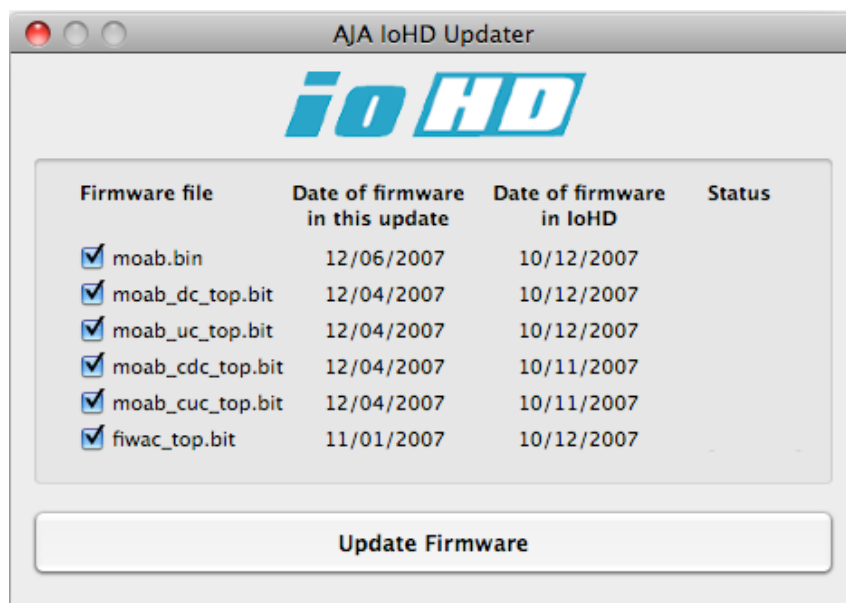 AJA IoHD Updater
io HD
Firmware file Date of firmware in this update Date of firmware in IoHD Status
moab.bin 12/06/2007 10/12/2007
moab_dc_top.bit 12/04/2007 10/12/2007
moab_uc_top.bit 12/04/2007 10/12/2007
moab_cdc_top.bit 12/04/2007 10/11/2007
moab_cuc_top.bit 12/04/2007 10/11/2007
fiwac_top.bit 11/01/2007 10/12/2007
Update Firmware